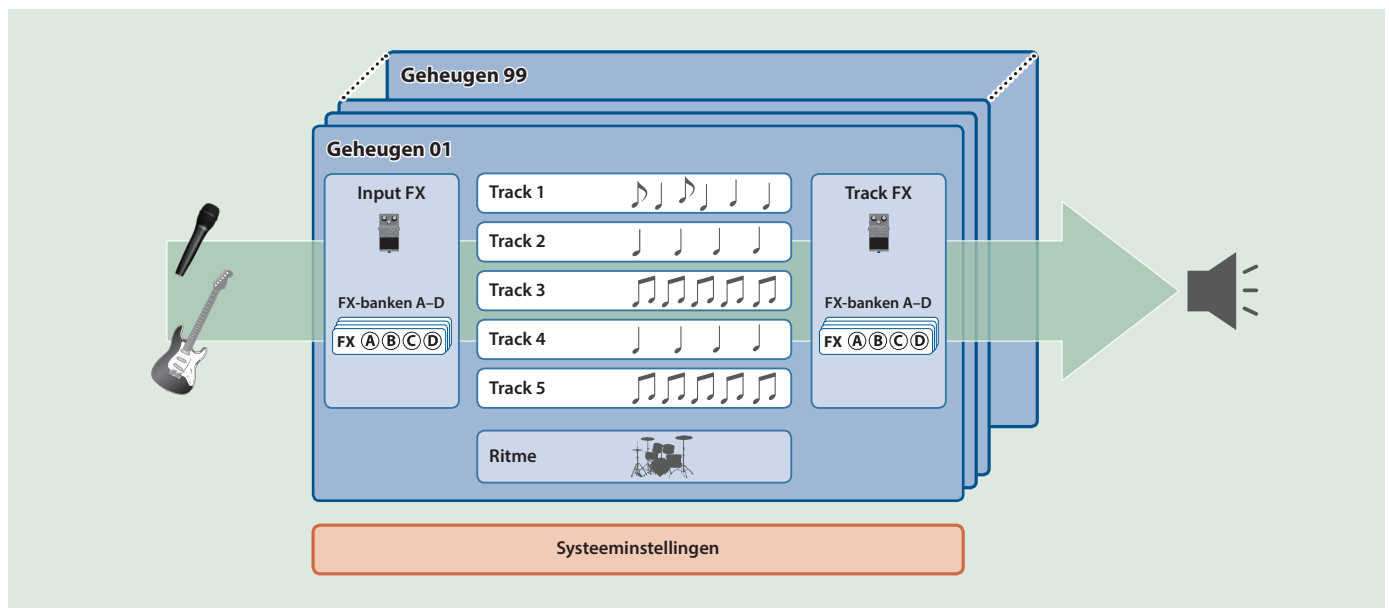 Geheugen 99
Geheugen 01
Input FX
FX-banken A–D
FX A B C D
Track 1
Track 2
Track 3
Track 4
Track 5
Ritme
Track FX
FX-banken A–D
FX A B C D
Systeeminstellingen